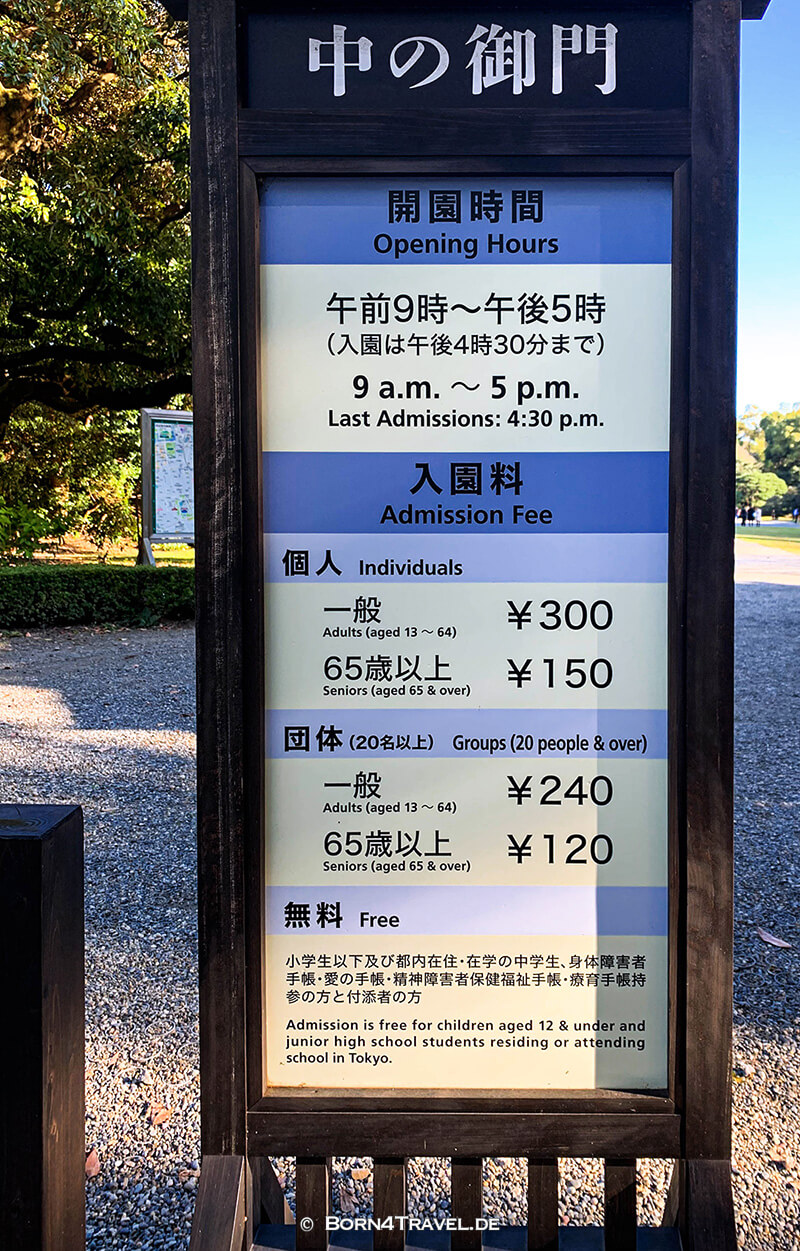 中の御門
開園時間
Opening Hours
午前9時～午後5時
（入園は午後4時30分まで）
9 a.m. ～ 5 p.m.
Last Admissions: 4:30 p.m.
入園料
Admission Fee
個人 Individuals
一般 ￥300
Adults (aged 13 ～ 64)
65歳以上 ￥150
Seniors (aged 65 & over)
団体（20名以上） Groups (20 people & over)
一般 ￥240
Adults (aged 13 ～ 64)
65歳以上 ￥120
Seniors (aged 65 & over)
無料 Free
小学生以下及び都内在住・在学の中学生、身体障害者
手帳・愛の手帳・精神障害者保健福祉手帳・療育手帳持
参の方と付添者の方
Admission is free for children aged 12 & under and
junior high school students residing or attending
school in Tokyo.
© Born4Travel.de